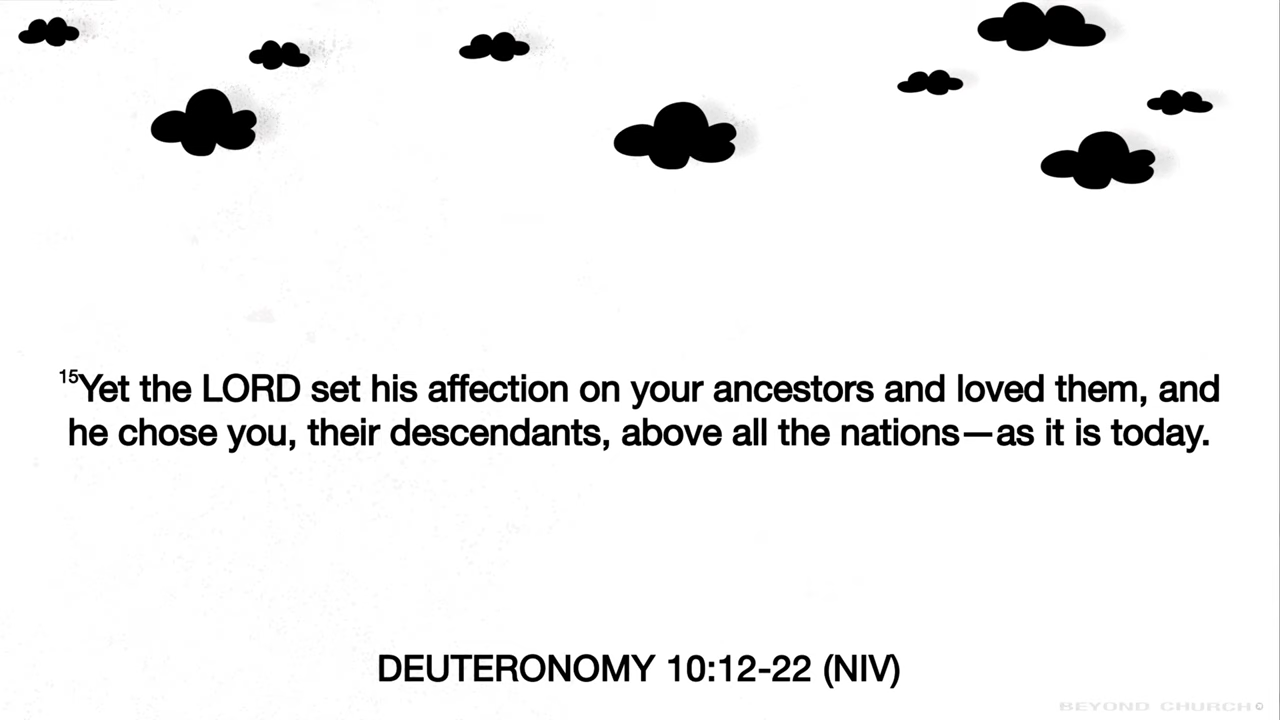 15Yet the LORD set his affection on your ancestors and loved them, and
he chose you, their descendants, above all the nations—as it is today.
DEUTERONOMY 10:12-22 (NIV)
BEYOND CHURCH©